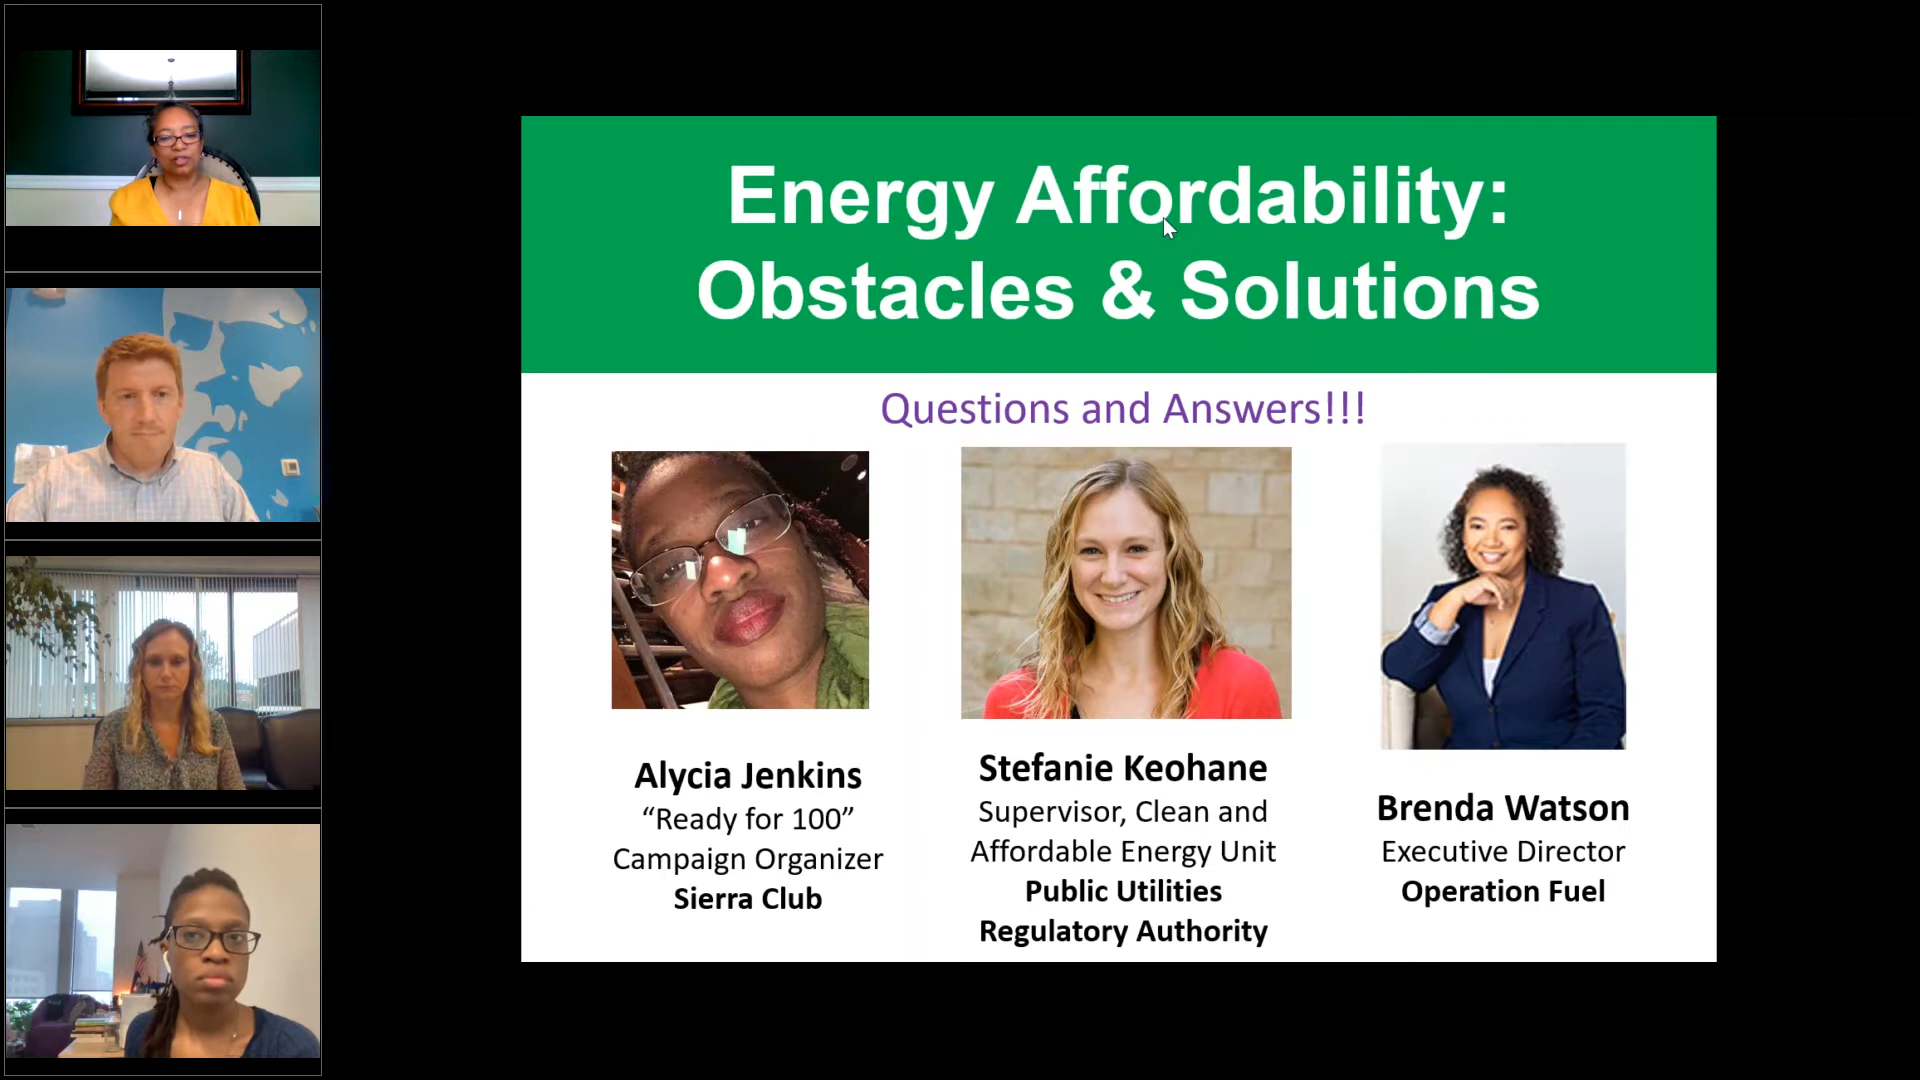 Energy Affordability:
Obstacles & Solutions
Questions and Answers!!!
Alycia Jenkins
“Ready for 100”
Campaign Organizer
Sierra Club
Stefanie Keohane
Supervisor, Clean and
Affordable Energy Unit
Public Utilities
Regulatory Authority
Brenda Watson
Executive Director
Operation Fuel